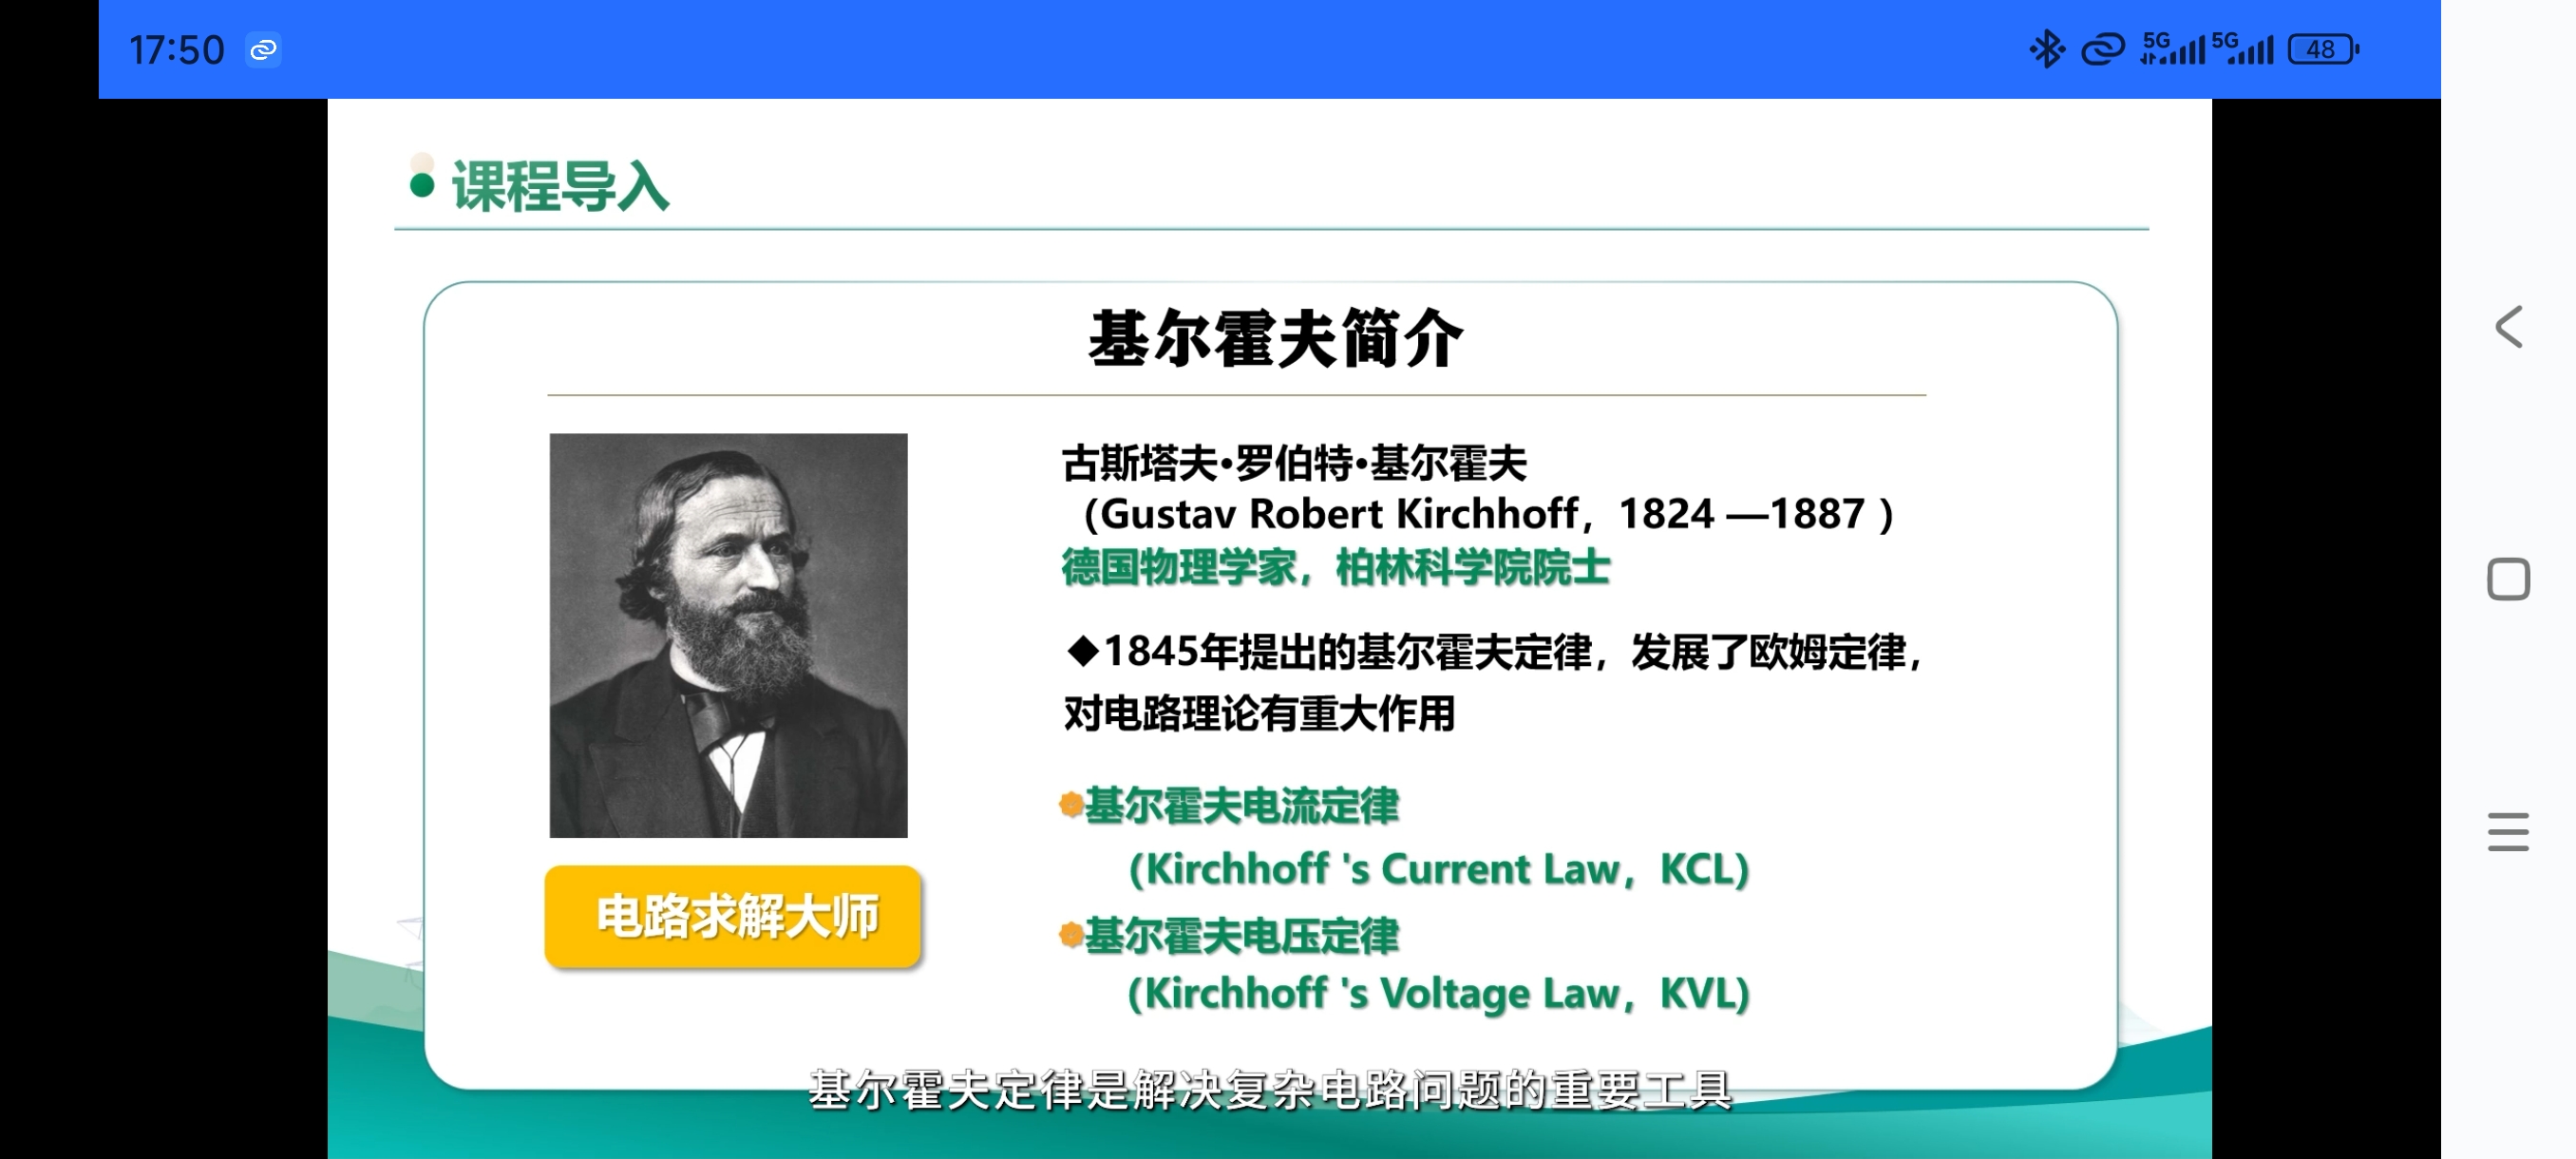 17:50
5G 5G 48
课程导入
基尔霍夫简介
古斯塔夫•罗伯特•基尔霍夫
（Gustav Robert Kirchhoff，1824 —1887 ）
德国物理学家，柏林科学院院士
◆1845年提出的基尔霍夫定律，发展了欧姆定律，
对电路理论有重大作用
基尔霍夫电流定律
（Kirchhoff 's Current Law，KCL）
基尔霍夫电压定律
（Kirchhoff 's Voltage Law，KVL）
电路求解大师
基尔霍夫定律是解决复杂电路问题的重要工具